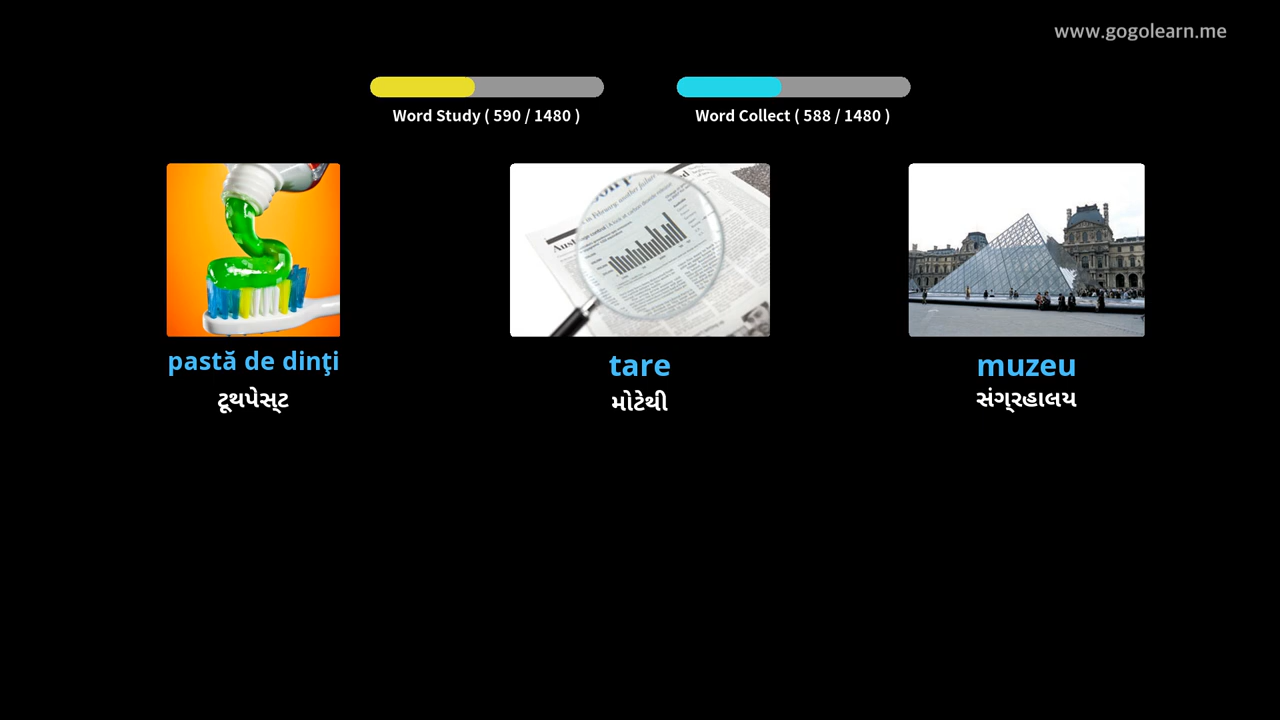 www.gogolearn.me
Word Study ( 590 / 1480 )
Word Collect ( 588 / 1480 )
pastă de dinţi
tare
muzeu
ટૂથપેસ્ટ
મોટેથી
સંગ્રહાલય